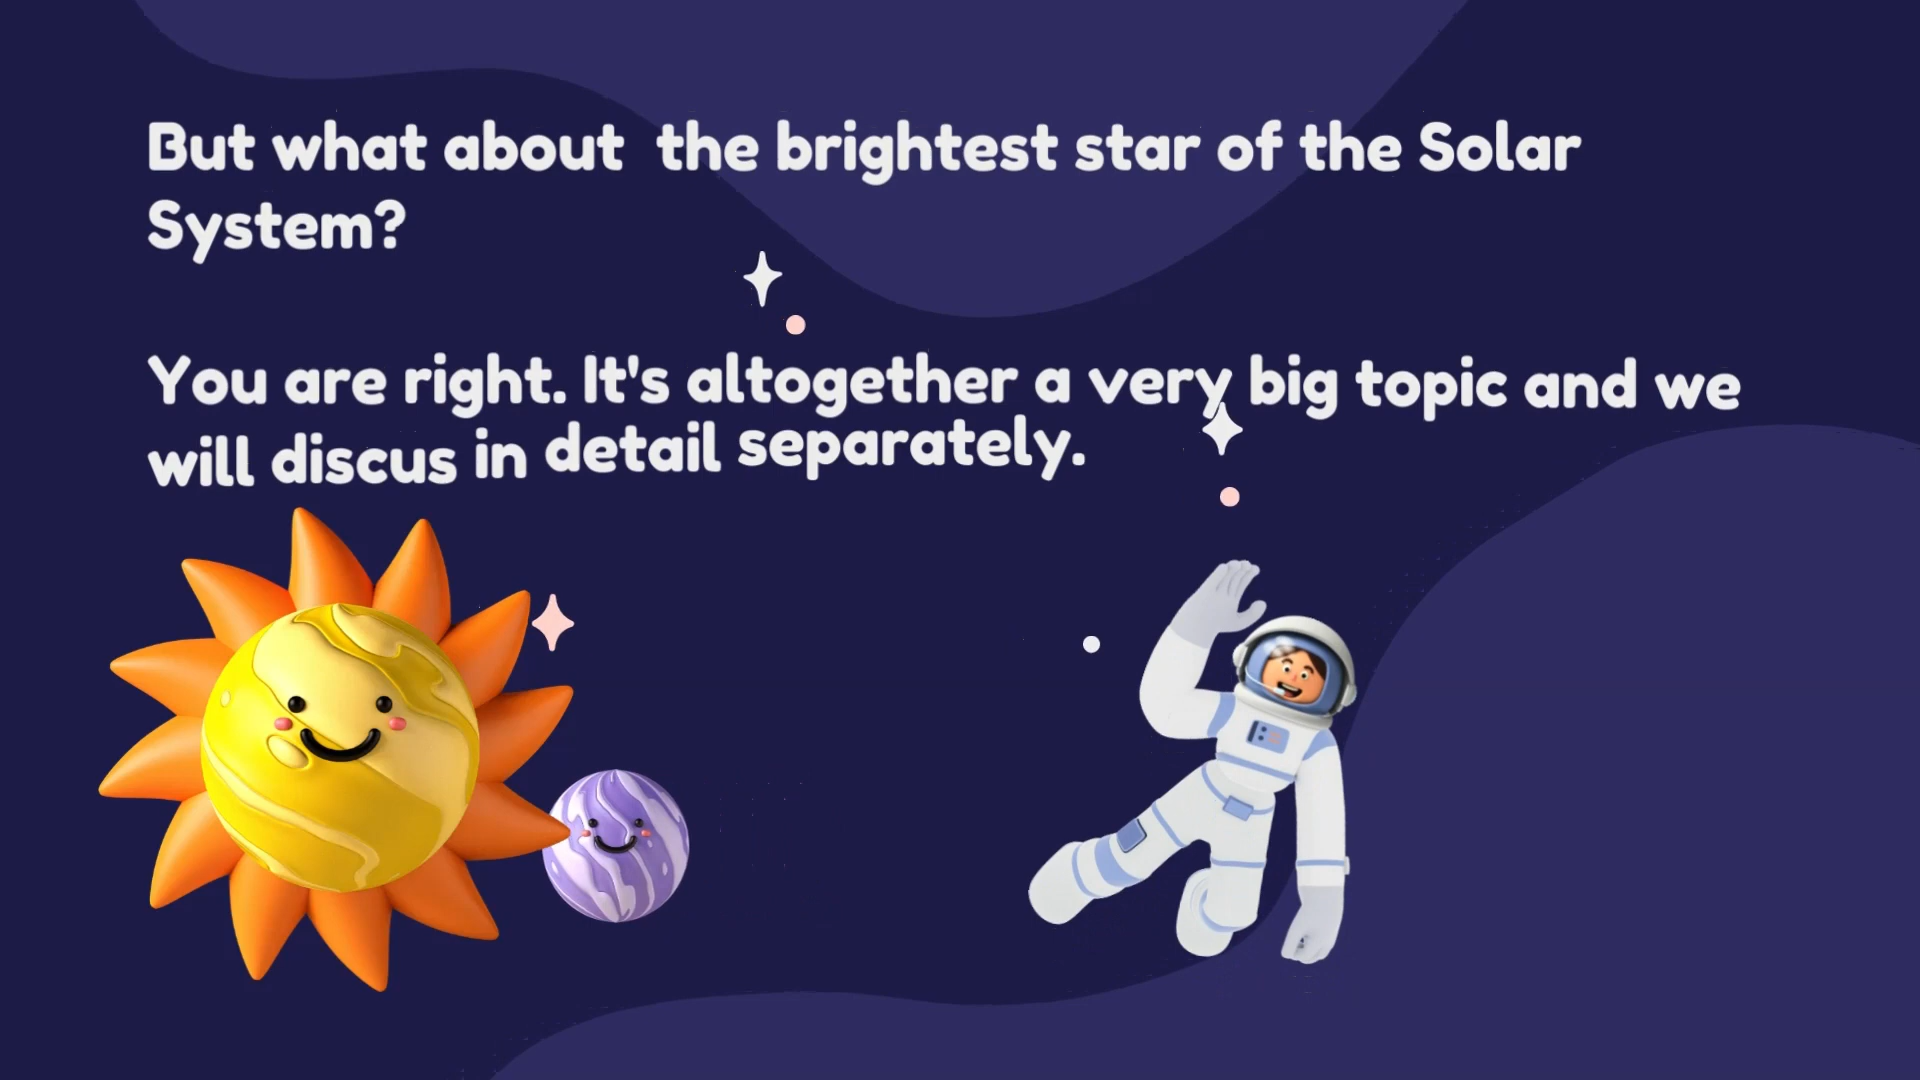 But what about the brightest star of the Solar
System?
You are right. It's altogether a very big topic and we
will discus in detail separately.